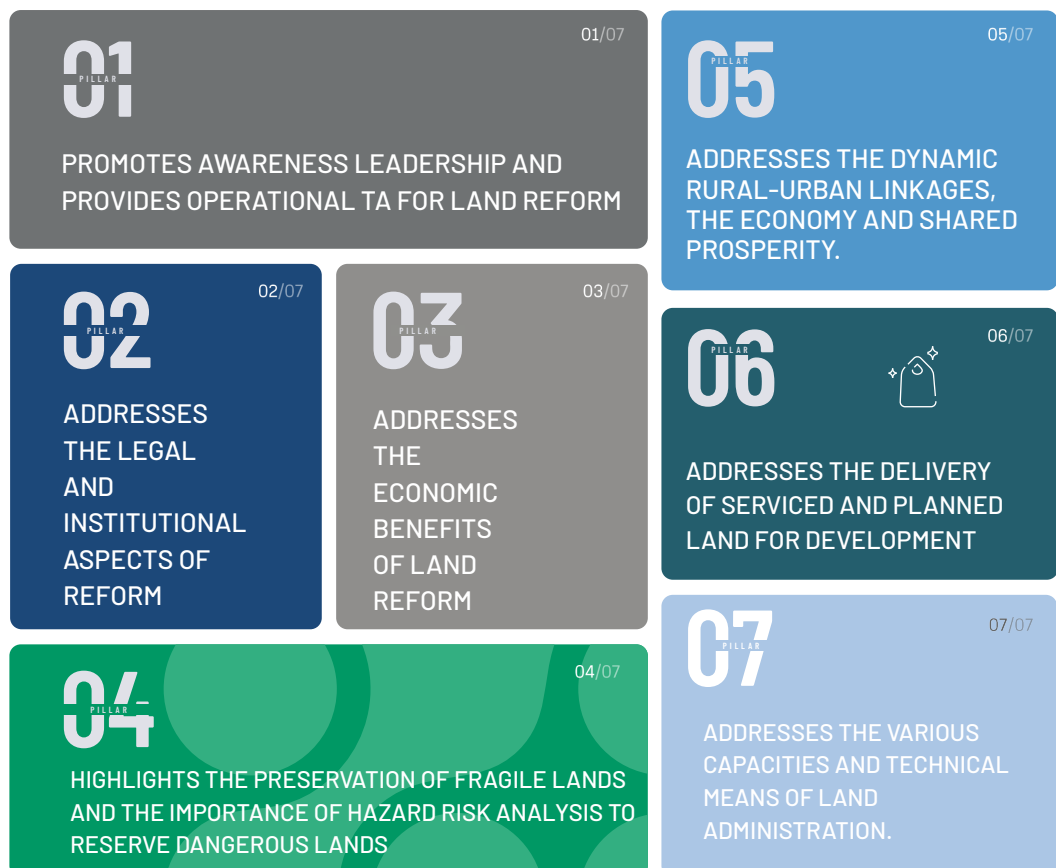 01/07
01
PILLAR
PROMOTES AWARENESS LEADERSHIP AND
PROVIDES OPERATIONAL TA FOR LAND REFORM
02/07
02
PILLAR
ADDRESSES
THE LEGAL
AND
INSTITUTIONAL
ASPECTS OF
REFORM
03/07
03
PILLAR
ADDRESSES
THE
ECONOMIC
BENEFITS
OF LAND
REFORM
04/07
04
PILLAR
HIGHLIGHTS THE PRESERVATION OF FRAGILE LANDS
AND THE IMPORTANCE OF HAZARD RISK ANALYSIS TO
RESERVE DANGEROUS LANDS
05/07
05
PILLAR
ADDRESSES THE DYNAMIC
RURAL-URBAN LINKAGES,
THE ECONOMY AND SHARED
PROSPERITY.
06/07
06
PILLAR
ADDRESSES THE DELIVERY
OF SERVICED AND PLANNED
LAND FOR DEVELOPMENT
07/07
07
PILLAR
ADDRESSES THE VARIOUS
CAPACITIES AND TECHNICAL
MEANS OF LAND
ADMINISTRATION.